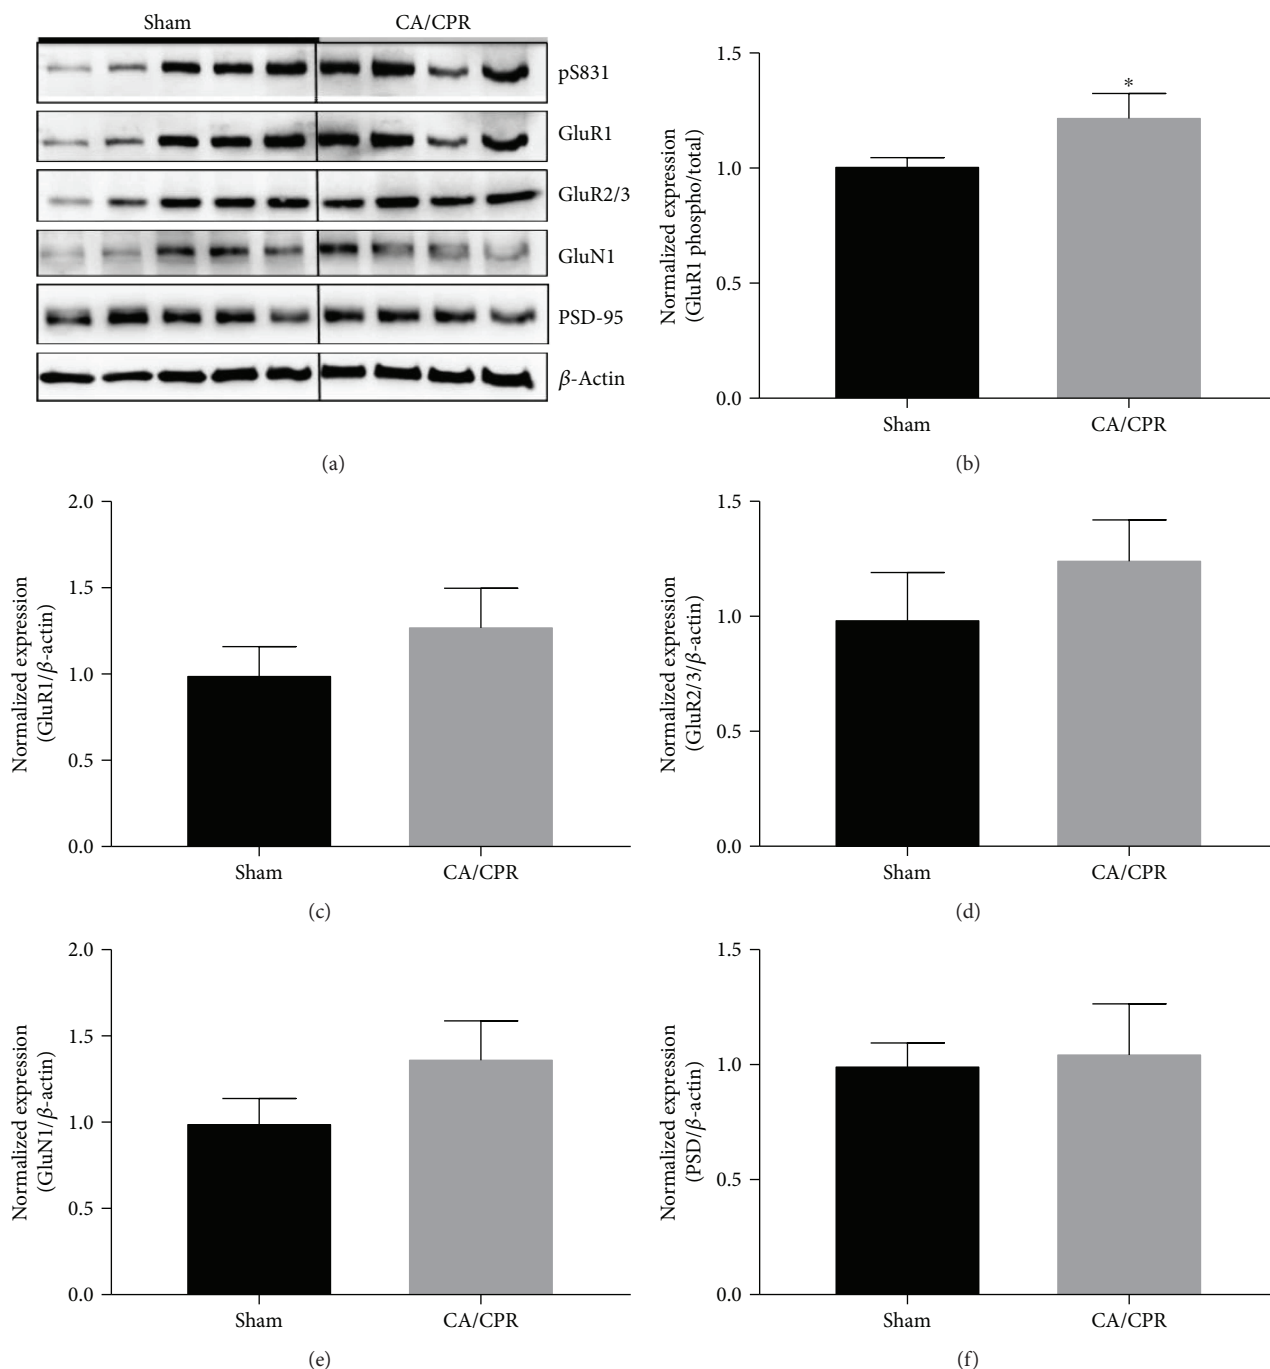 Sham CA/CPR
pS831
GluR1
GluR2/3
GluN1
PSD-95
β-Actin
(a)
1.5
1.0
0.5
0.0
Normalized expression
(GluR1 phospho/total)
*
Sham CA/CPR
(b)
2.0
1.5
1.0
0.5
0.0
Normalized expression
(GluR1/β-actin)
Sham CA/CPR
(c)
1.5
1.0
0.5
0.0
Normalized expression
(GluR2/3/β-actin)
Sham CA/CPR
(d)
2.0
1.5
1.0
0.5
0.0
Normalized expression
(GluN1/β-actin)
Sham CA/CPR
(e)
1.5
1.0
0.5
0.0
Normalized expression
(PSD/β-actin)
Sham CA/CPR
(f)